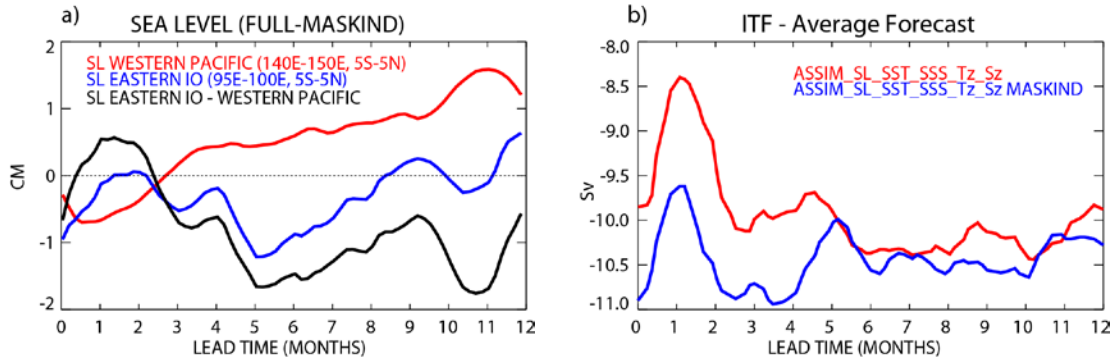 a) SEA LEVEL (FULL-MASKIND)
SL WESTERN PACIFIC (140E-150E, 5S-5N)
SL EASTERN IO (95E-100E, 5S-5N)
SL EASTERN IO - WESTERN PACIFIC
2
1
0
-1
-2
CM
0 1 2 3 4 5 6 7 8 9 10 11 12
LEAD TIME (MONTHS)
b) ITF - Average Forecast
ASSIM_SL_SST_SSS_Tz_Sz
ASSIM_SL_SST_SSS_Tz_Sz MASKIND
-8.0
-8.5
-9.0
-9.5
-10.0
-10.5
-11.0
Sv
0 1 2 3 4 5 6 7 8 9 10 11 12
LEAD TIME (MONTHS)